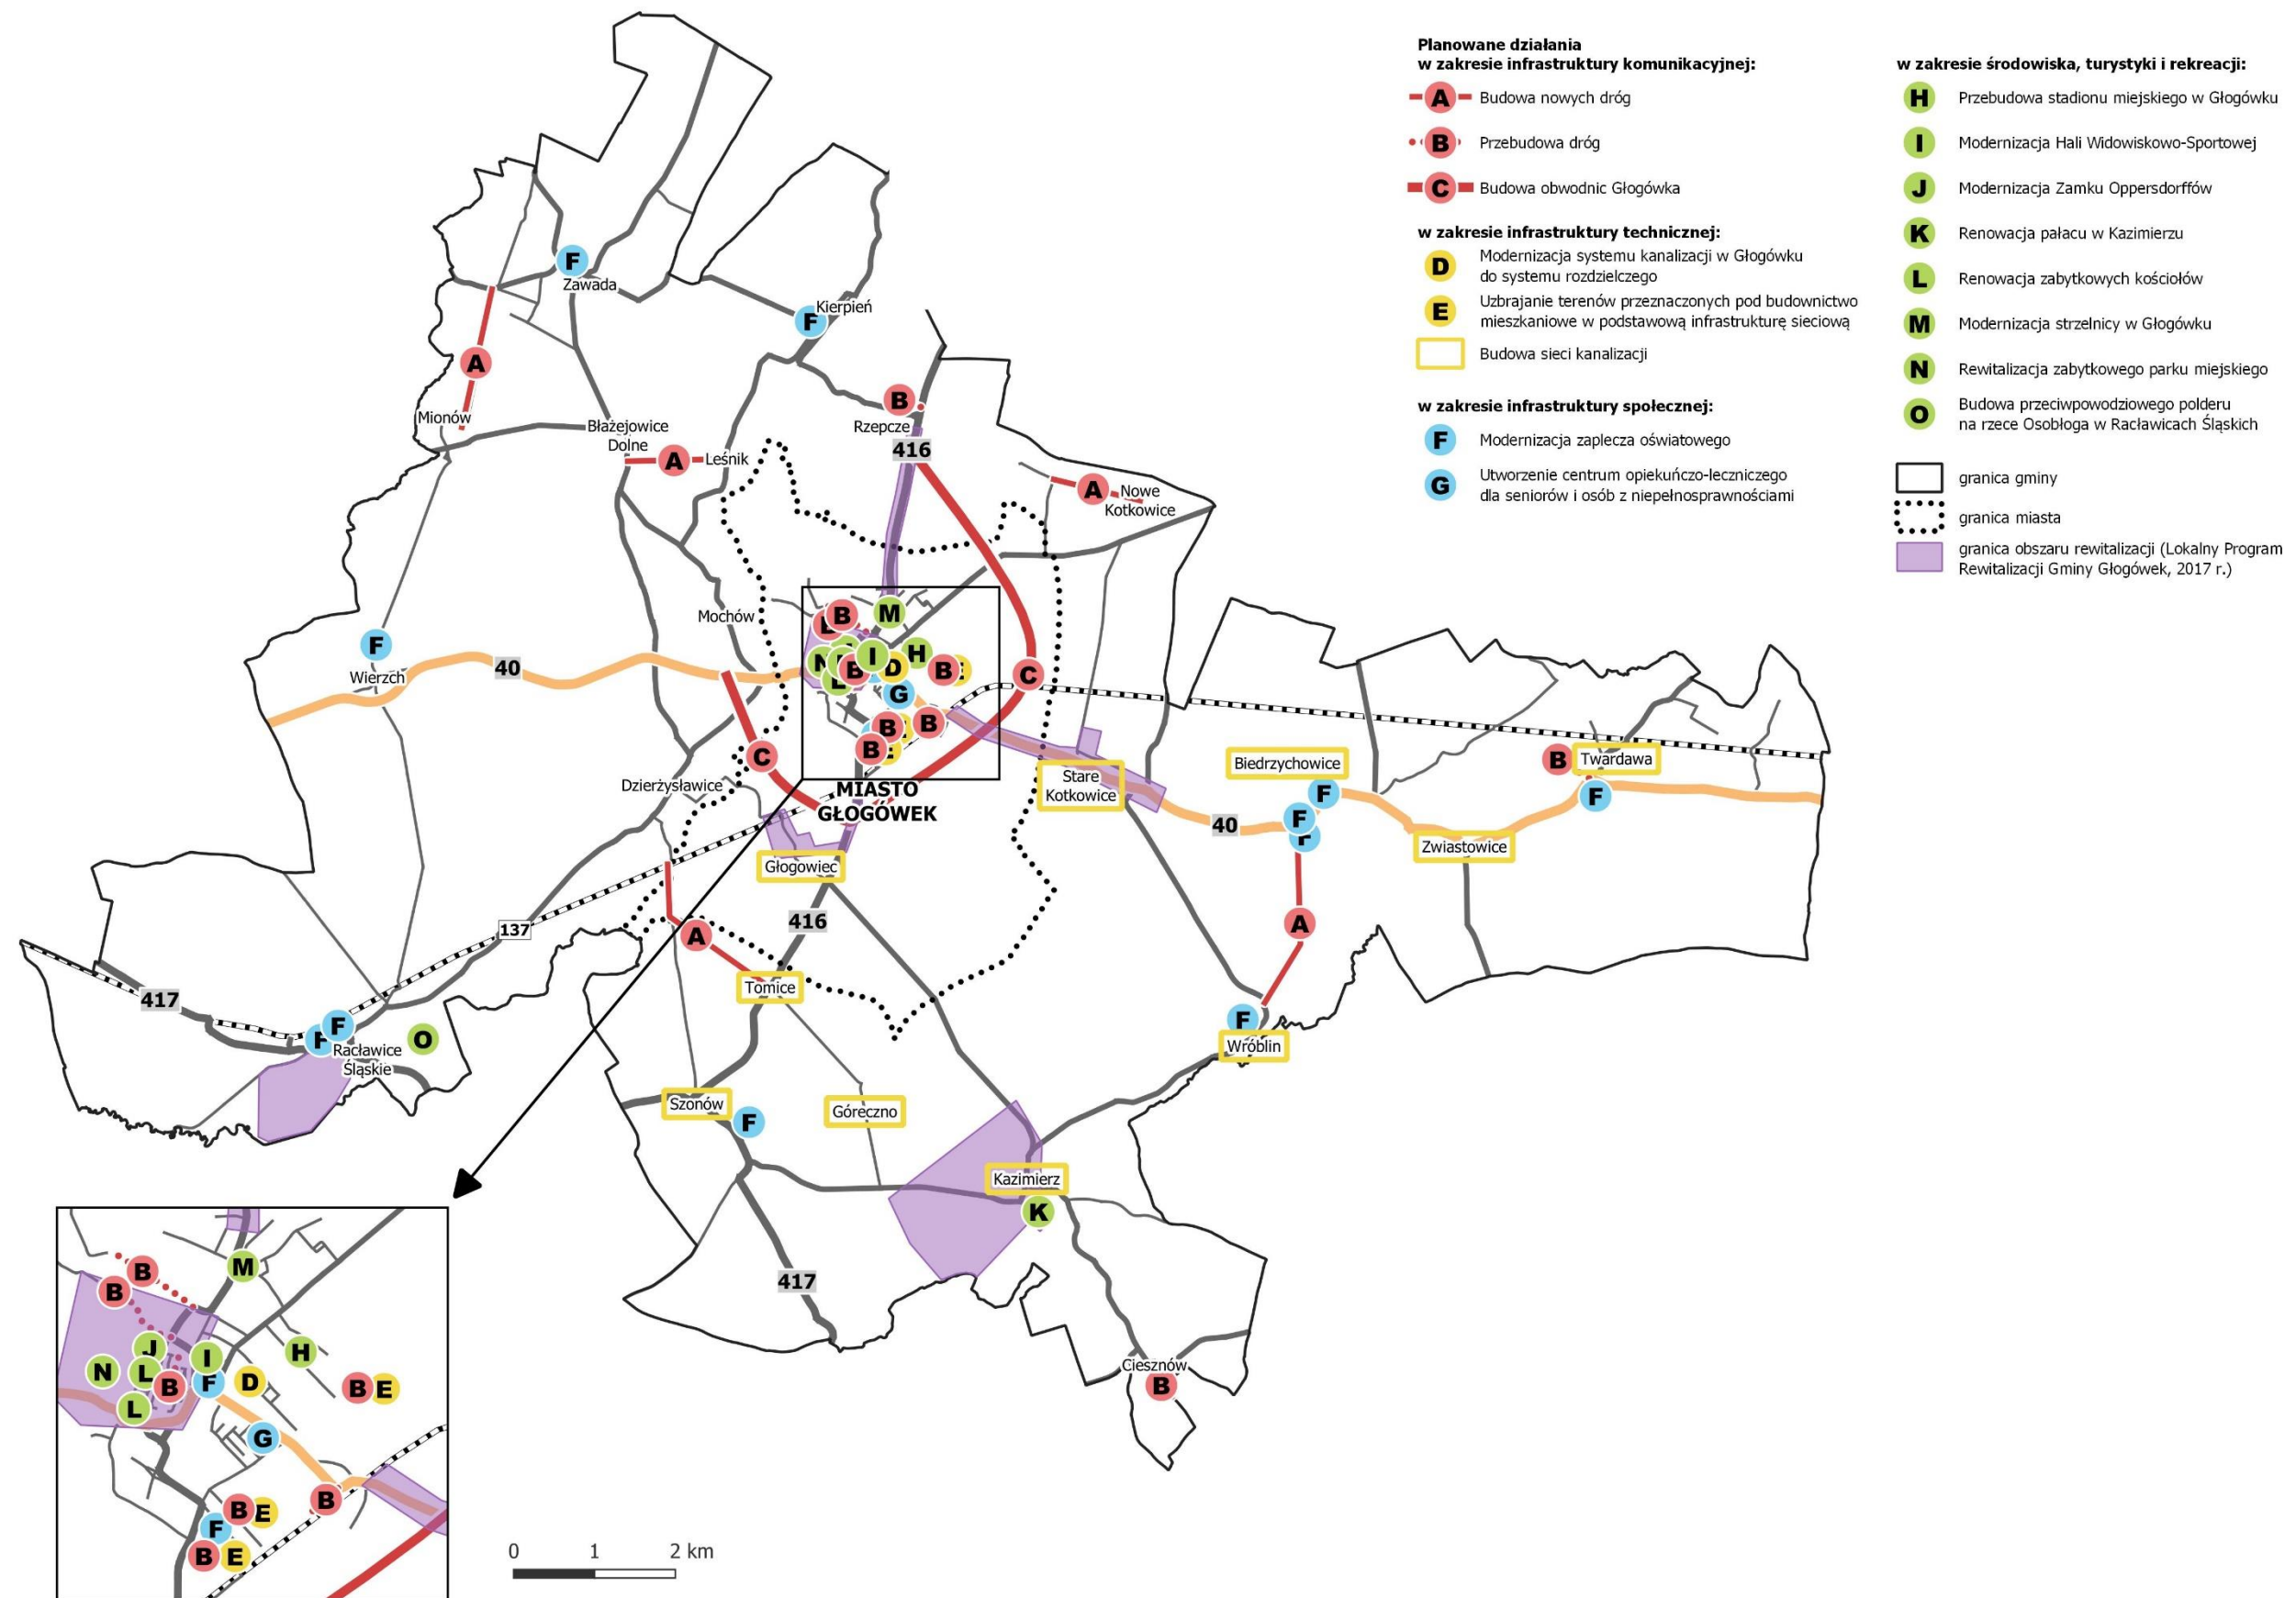 Planowane działania
w zakresie infrastruktury komunikacyjnej:
A Budowa nowych dróg
B Przebudowa dróg
C Budowa obwodnic Głogówka
w zakresie infrastruktury technicznej:
D Modernizacja systemu kanalizacji w Głogówku
do systemu rozdzielczego
E Uzbrajanie terenów przeznaczonych pod budownictwo
mieszkaniowe w podstawową infrastrukturę sieciową
Budowa sieci kanalizacji
w zakresie infrastruktury społecznej:
F Modernizacja zaplecza oświatowego
G Utworzenie centrum opiekuńczo-leczniczego
dla seniorów i osób z niepełnosprawnościami
w zakresie środowiska, turystyki i rekreacji:
H Przebudowa stadionu miejskiego w Głogówku
I Modernizacja Hali Widowiskowo-Sportowej
J Modernizacja Zamku Oppersdorffów
K Renowacja pałacu w Kazimierzu
L Renowacja zabytkowych kościołów
M Modernizacja strzelnicy w Głogówku
N Rewitalizacja zabytkowego parku miejskiego
O Budowa przeciwpowodziowego polderu
na rzece Osobłoga w Racławicach Śląskich
granica gminy
granica miasta
granica obszaru rewitalizacji (Lokalny Program
Rewitalizacji Gminy Głogówek, 2017 r.)
F
Zawada
F
Kierpień
A
Mionów
B
Rzepcze
416
Błażejowice
Dolne
A Leśnik
A Nowe
Kotkowice
Mochów
F
Wierzch
40
B
B
M
N
I
H
B
D
B
E
L
G
B
B
B
E
C
C
MIASTO
GŁOGÓWEK
Dzierżysławice
Stare
Kotkowice
Biedrzychowice
B Twardawa
F
F
F
F
40
Zwiastowice
Głogowiec
416
137
A
A
Tomice
417
F
F
Racławice
Śląskie
O
F
Wróblin
Szonów
F
Góreczno
Kazimierz
K
417
Ciesznów
B
B
B
M
J
I
H
N
L
B
F
D
B
E
L
G
B
E
B
F
B
E
0 1 2 km